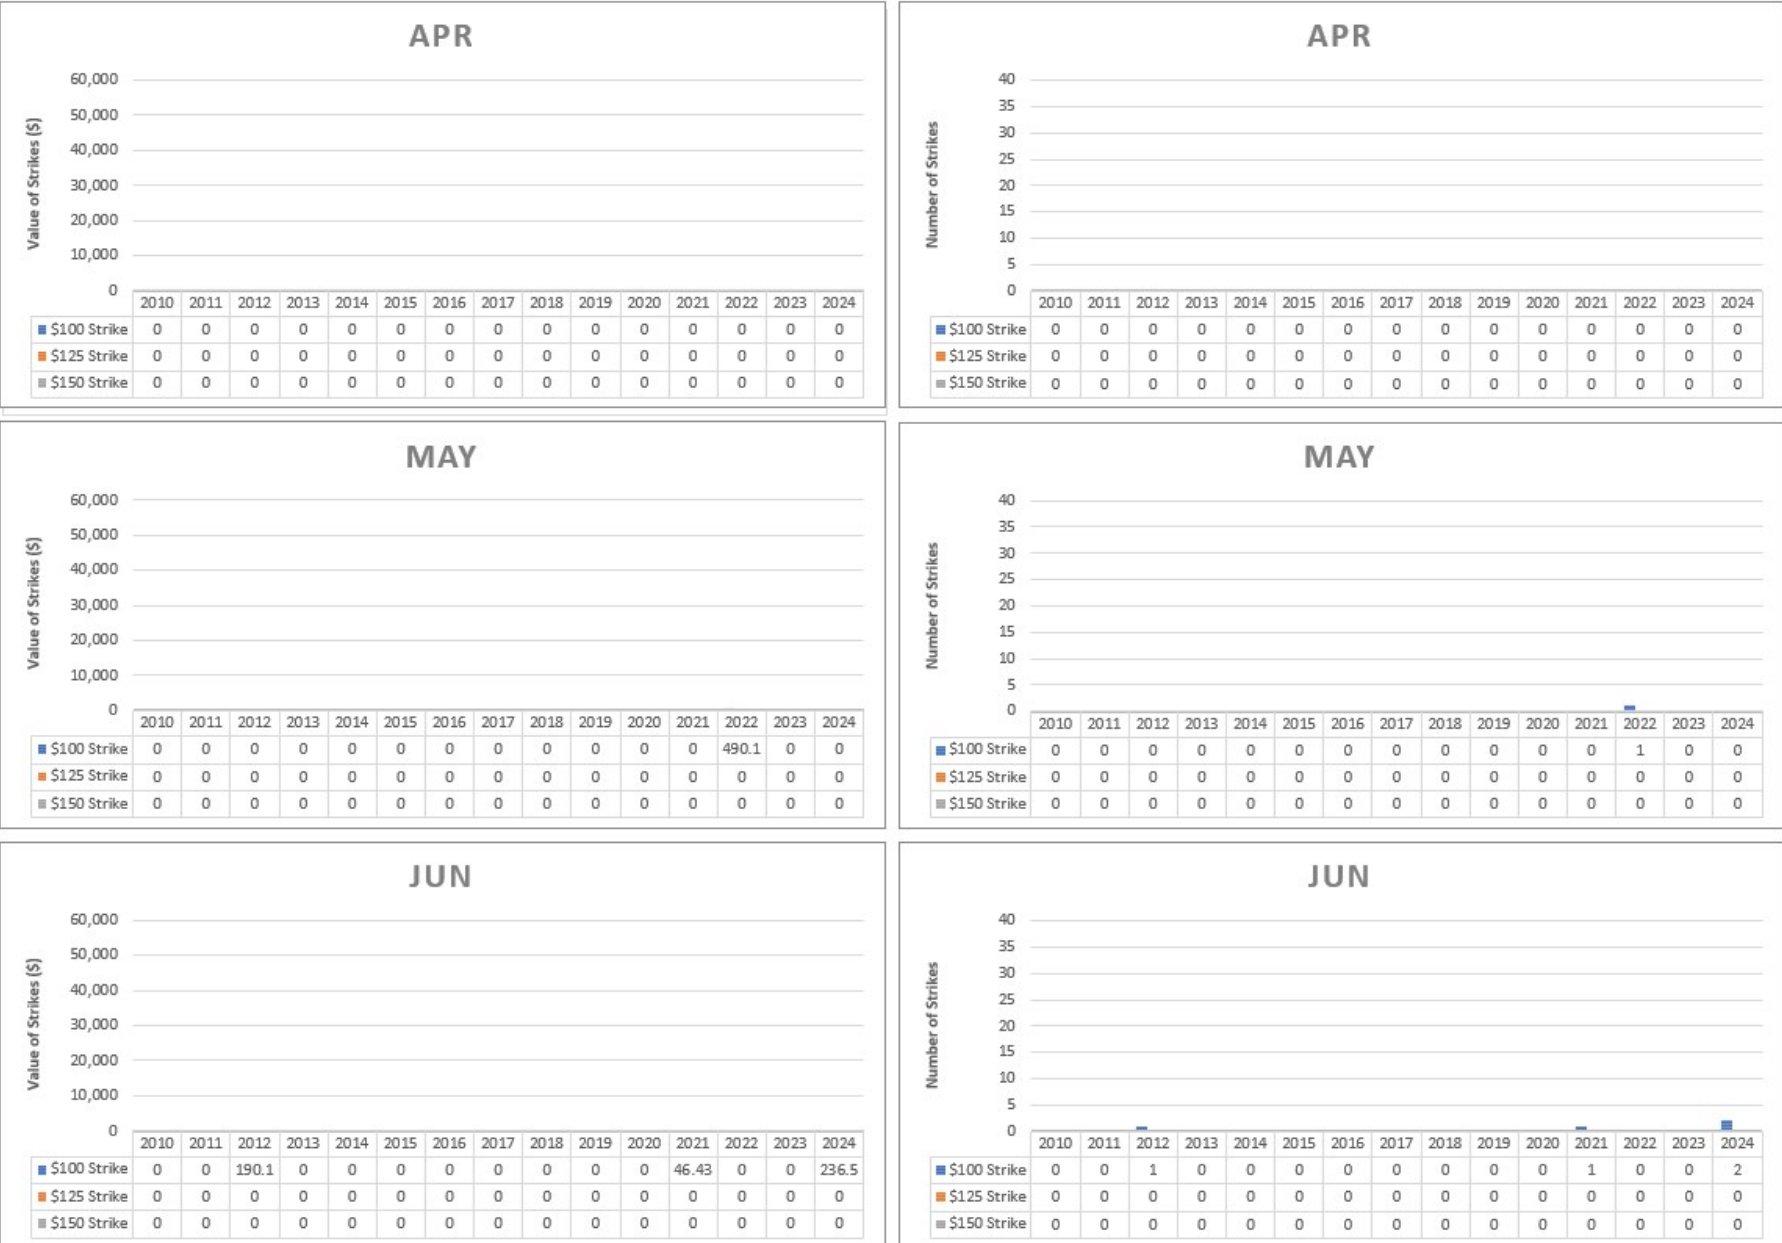 APR
Value of Strikes ($)
60,000
50,000
40,000
30,000
20,000
10,000
0
2010 2011 2012 2013 2014 2015 2016 2017 2018 2019 2020 2021 2022 2023 2024
$100 Strike 0 0 0 0 0 0 0 0 0 0 0 0 0 0 0
$125 Strike 0 0 0 0 0 0 0 0 0 0 0 0 0 0 0
$150 Strike 0 0 0 0 0 0 0 0 0 0 0 0 0 0 0
APR
Number of Strikes
40
35
30
25
20
15
10
5
0
2010 2011 2012 2013 2014 2015 2016 2017 2018 2019 2020 2021 2022 2023 2024
$100 Strike 0 0 0 0 0 0 0 0 0 0 0 0 0 0 0
$125 Strike 0 0 0 0 0 0 0 0 0 0 0 0 0 0 0
$150 Strike 0 0 0 0 0 0 0 0 0 0 0 0 0 0 0
MAY
Value of Strikes ($)
60,000
50,000
40,000
30,000
20,000
10,000
0
2010 2011 2012 2013 2014 2015 2016 2017 2018 2019 2020 2021 2022 2023 2024
$100 Strike 0 0 0 0 0 0 0 0 0 0 0 0 490.1 0 0
$125 Strike 0 0 0 0 0 0 0 0 0 0 0 0 0 0 0
$150 Strike 0 0 0 0 0 0 0 0 0 0 0 0 0 0 0
MAY
Number of Strikes
40
35
30
25
20
15
10
5
0
2010 2011 2012 2013 2014 2015 2016 2017 2018 2019 2020 2021 2022 2023 2024
$100 Strike 0 0 0 0 0 0 0 0 0 0 0 0 1 0 0
$125 Strike 0 0 0 0 0 0 0 0 0 0 0 0 0 0 0
$150 Strike 0 0 0 0 0 0 0 0 0 0 0 0 0 0 0
JUN
Value of Strikes ($)
60,000
50,000
40,000
30,000
20,000
10,000
0
2010 2011 2012 2013 2014 2015 2016 2017 2018 2019 2020 2021 2022 2023 2024
$100 Strike 0 0 190.1 0 0 0 0 0 0 0 0 46.43 0 0 236.5
$125 Strike 0 0 0 0 0 0 0 0 0 0 0 0 0 0 0
$150 Strike 0 0 0 0 0 0 0 0 0 0 0 0 0 0 0
JUN
Number of Strikes
40
35
30
25
20
15
10
5
0
2010 2011 2012 2013 2014 2015 2016 2017 2018 2019 2020 2021 2022 2023 2024
$100 Strike 0 0 1 0 0 0 0 0 0 0 0 1 0 0 2
$125 Strike 0 0 0 0 0 0 0 0 0 0 0 0 0 0 0
$150 Strike 0 0 0 0 0 0 0 0 0 0 0 0 0 0 0